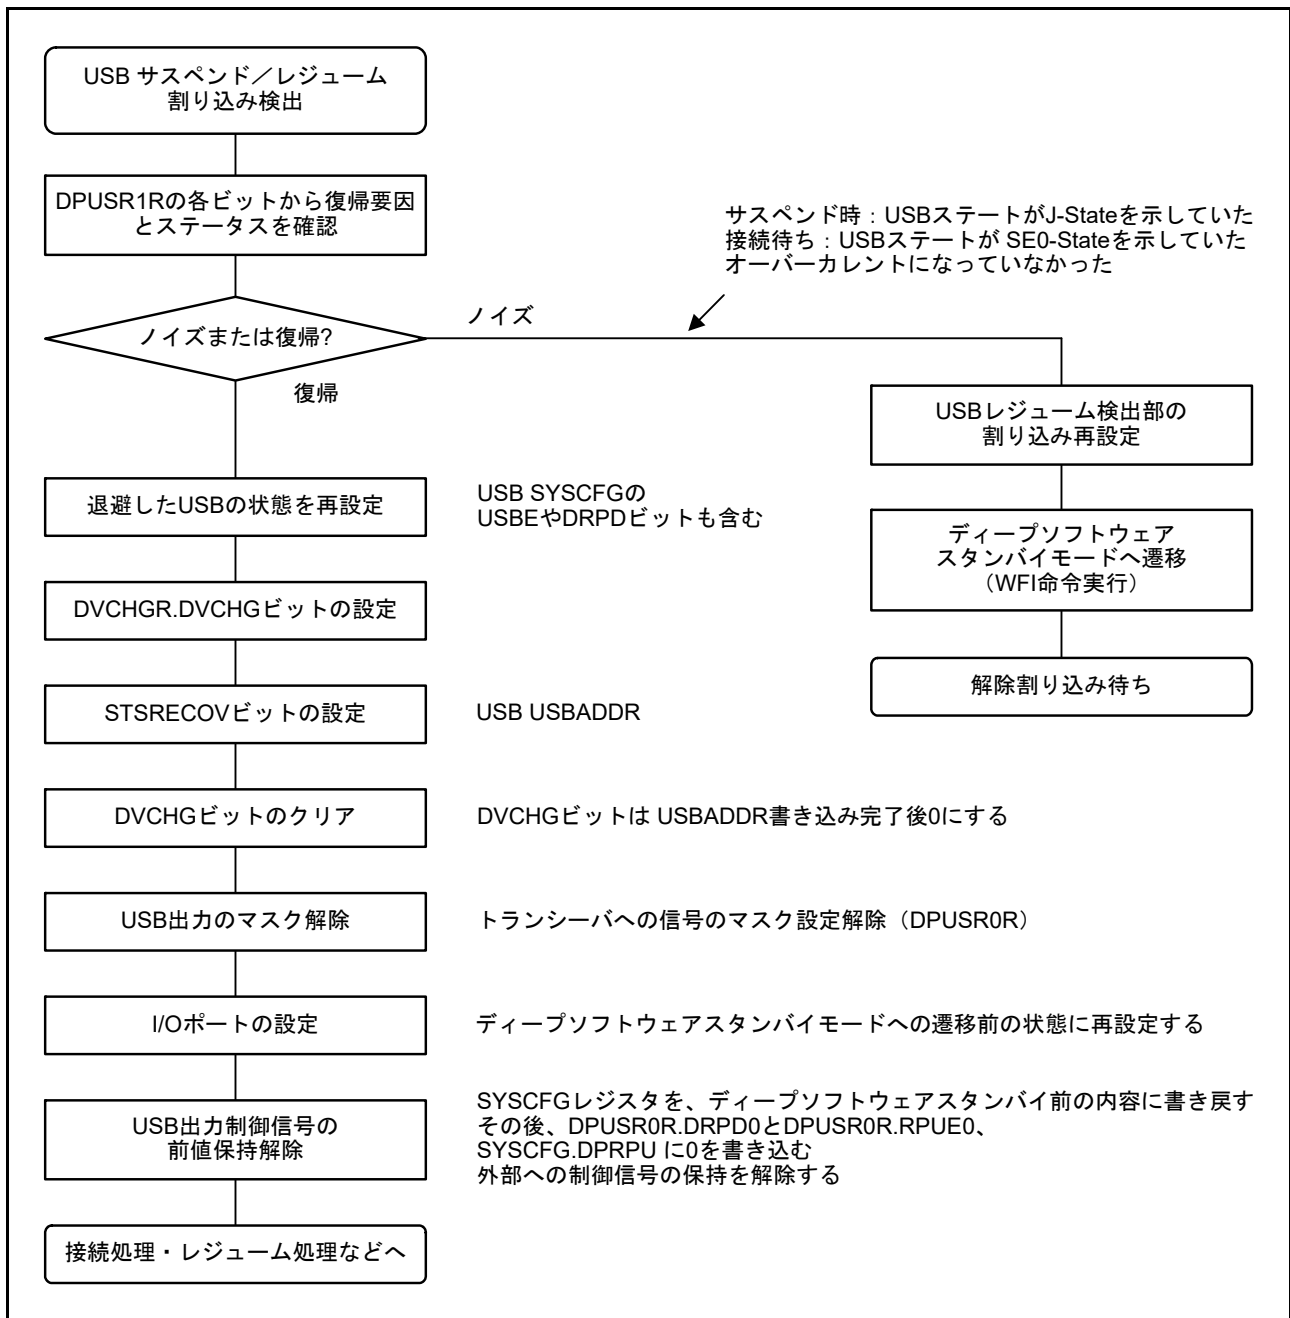 USB サスペンド／レジューム
割り込み検出
DPUSR1Rの各ビットから復帰要因
とステータスを確認
サスペンド時：USBステートがJ-Stateを示していた
接続待ち：USBステートが SE0-Stateを示していた
オーバーカレントになっていなかった
ノイズまたは復帰?
ノイズ
復帰
USBレジューム検出部の
割り込み再設定
ディープソフトウェア
スタンバイモードへ遷移
（WFI命令実行）
解除割り込み待ち
退避したUSBの状態を再設定
USB SYSCFGの
USBEやDRPDビットも含む
DVCHGR.DVCHGビットの設定
STSRECOVビットの設定
USB USBADDR
DVCHGビットのクリア
DVCHGビットは USBADDR書き込み完了後0にする
USB出力のマスク解除
トランシーバへの信号のマスク設定解除（DPUSR0R）
I/Oポートの設定
ディープソフトウェアスタンバイモードへの遷移前の状態に再設定する
USB出力制御信号の
前値保持解除
SYSCFGレジスタを、ディープソフトウェアスタンバイ前の内容に書き戻す
その後、DPUSR0R.DRPD0とDPUSR0R.RPUE0、
SYSCFG.DPRPU に0を書き込む
外部への制御信号の保持を解除する
接続処理・レジューム処理などへ